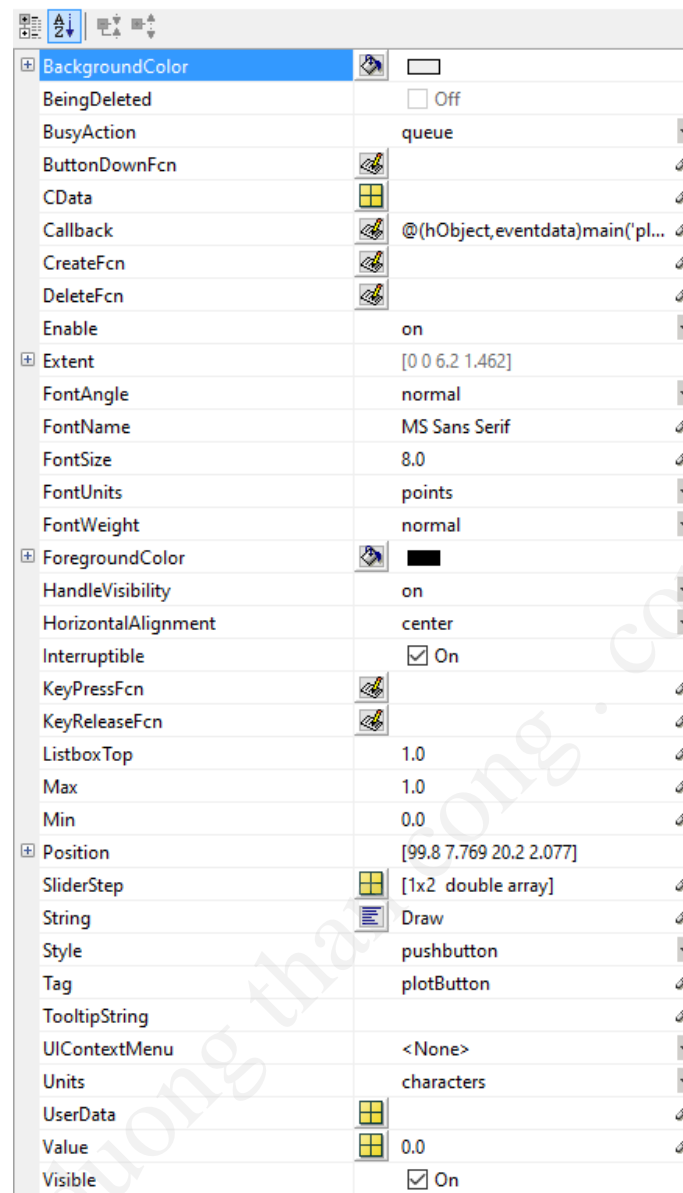 BackgroundColor
BeingDeleted Off
BusyAction queue
ButtonDownFcn
CData
Callback @(hObject,eventdata)main('pl...
CreateFcn
DeleteFcn
Enable on
Extent [0 0 6.2 1.462]
FontAngle normal
FontName MS Sans Serif
FontSize 8.0
FontUnits points
FontWeight normal
ForegroundColor
HandleVisibility on
HorizontalAlignment center
Interruptible On
KeyPressFcn
KeyReleaseFcn
ListboxTop 1.0
Max 1.0
Min 0.0
Position [99.8 7.769 20.2 2.077]
SliderStep [1x2 double array]
String Draw
Style pushbutton
Tag plotButton
TooltipString
UIContextMenu <None>
Units characters
UserData
Value 0.0
Visible On
duong than cong . co